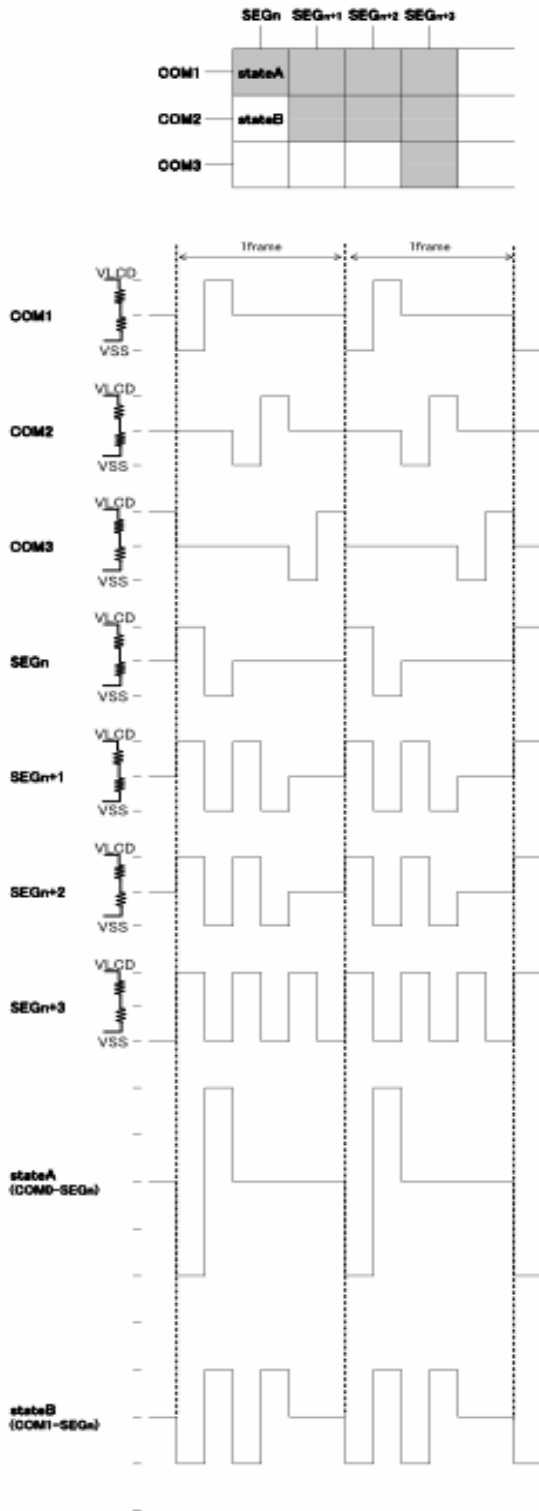 SEGn SEGn+1 SEGn+2 SEGn+3
COM1 stateA
COM2 stateB
COM3
1frame 1frame
VLCD
COM1
VSS
VLCD
COM2
VSS
VLCD
COM3
VSS
VLCD
SEGn
VSS
VLCD
SEGn+1
VSS
VLCD
SEGn+2
VSS
VLCD
SEGn+3
VSS
stateA
(COM0-SEGn)
stateB
(COM1-SEGn)